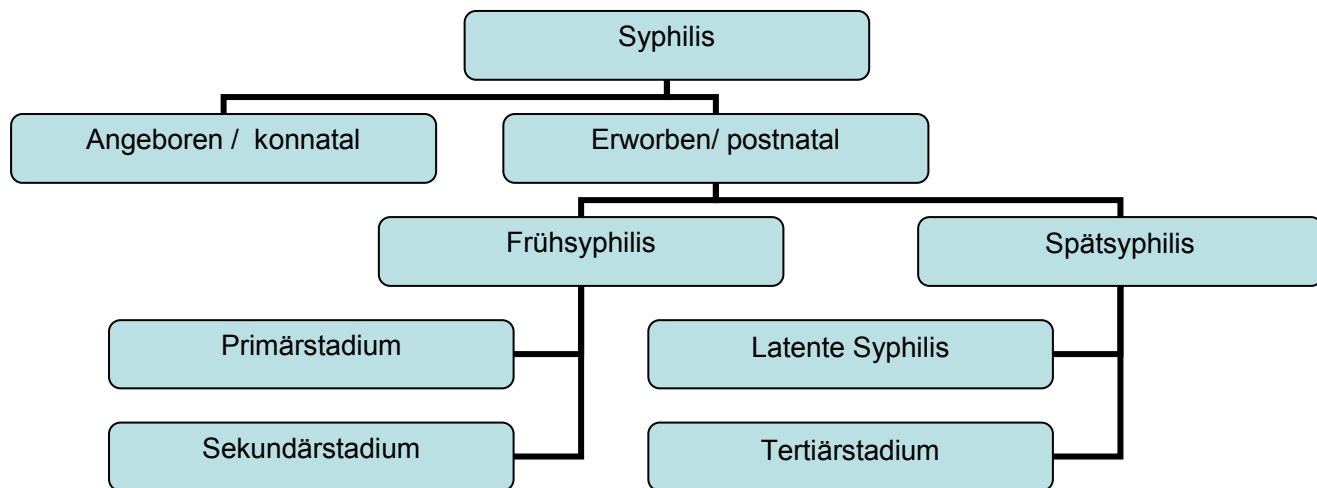 Syphilis
Angeboren /  konnatal
Erworben/ postnatal
Frühsyphilis
Spätsyphilis
Primärstadium
Latente Syphilis
Sekundärstadium
Tertiärstadium